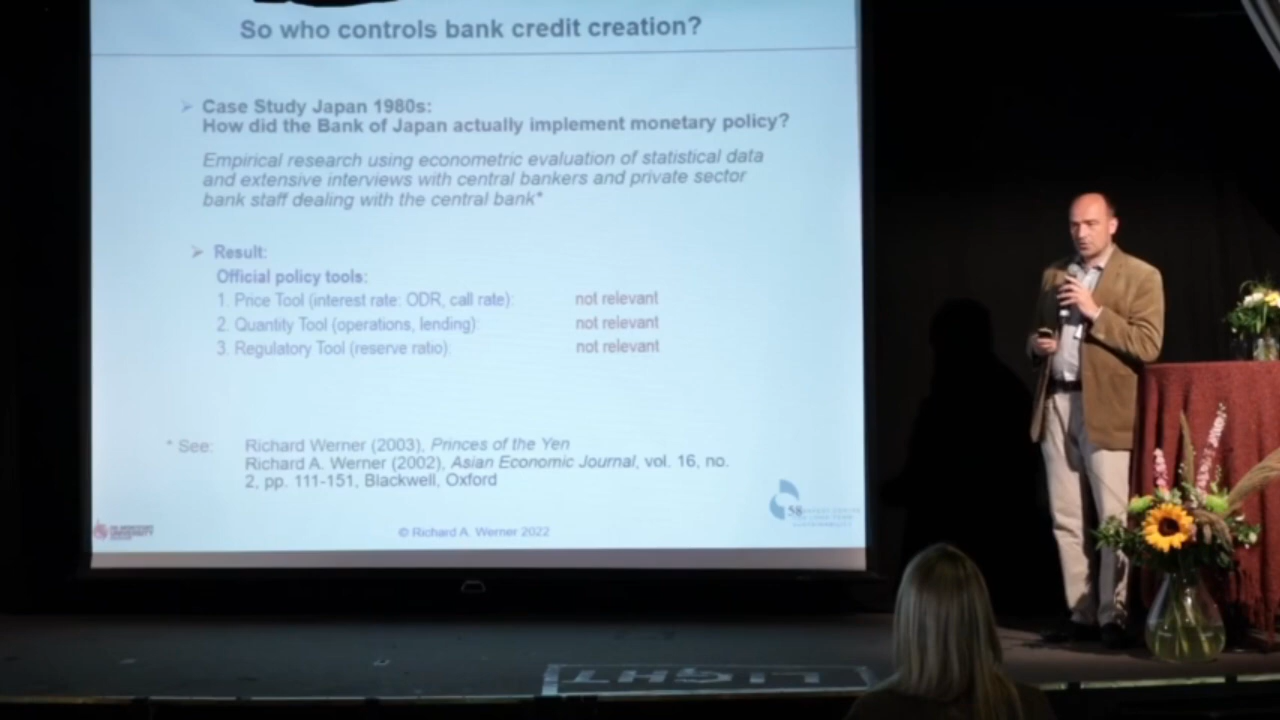 So who controls bank credit creation?
➢ Case Study Japan 1980s:
How did the Bank of Japan actually implement monetary policy?
Empirical research using econometric evaluation of statistical data
and extensive interviews with central bankers and private sector
bank staff dealing with the central bank*
➢ Result:
Official policy tools:
1. Price Tool (interest rate: ODR, call rate): not relevant
2. Quantity Tool (operations, lending): not relevant
3. Regulatory Tool (reserve ratio): not relevant
* See: Richard Werner (2003), Princes of the Yen
Richard A. Werner (2002), Asian Economic Journal, vol. 16, no.
2, pp. 111-151, Blackwell, Oxford
58
© Richard A. Werner 2022
LIGHT